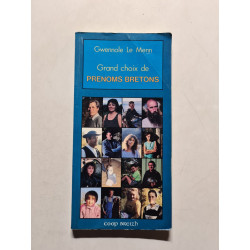 Gwennole Le Menn
Grand choix de
PRENOMS BRETONS
coop breizh